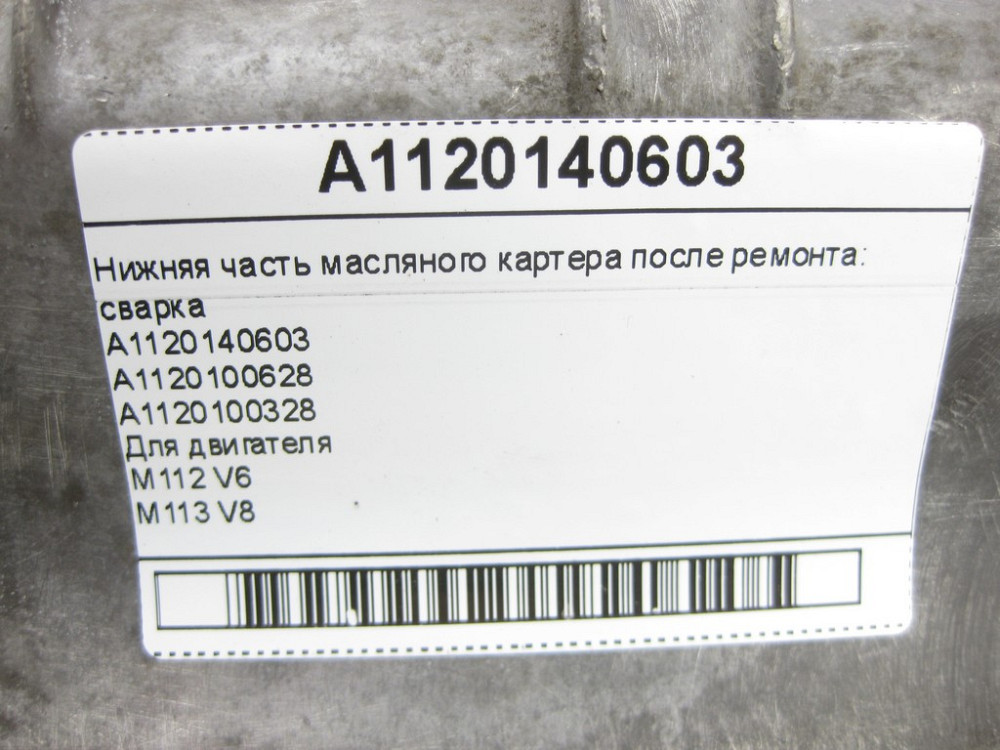 A1120140603
Нижняя часть масляного картера после ремонта:
сварка
A1120140603
A1120100628
A1120100328
Для двигателя
M112 V6
M113 V8